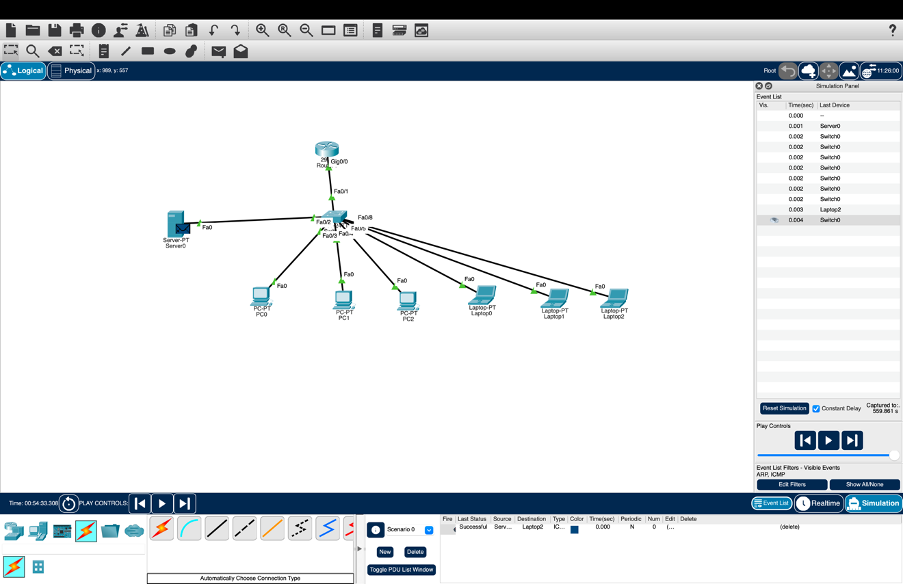 ?
Logical
Physical
x: 989, y: 557
Root
11:26:00
Simulation Panel
Event List
Vis. Time(sec) Last Device
0.000 --
0.001 Server0
0.002 Switch0
0.002 Switch0
0.002 Switch0
0.002 Switch0
0.002 Switch0
0.002 Switch0
0.002 Switch0
0.003 Laptop2
0.004 Switch0
Gig0/0
Fa0/1
Fa0/8
Fa0/2
Fa0/3
Fa0
Server-PT
Server0
Fa0
Fa0
Fa0
Fa0
Fa0
Fa0
PC-PT
PC0
PC-PT
PC1
PC-PT
PC2
Laptop-PT
Laptop0
Laptop-PT
Laptop1
Laptop-PT
Laptop2
Reset Simulation
Constant Delay
Captured to:.
559.861 s
Play Controls
Event List Filters - Visible Events
ARP, ICMP
Edit Filters
Show All/None
Time: 00:54:33.308
PLAY CONTROLS:
Event List
Realtime
Simulation
Scenario 0
New
Delete
Toggle PDU List Window
Fire Last Status Source Destination Type Color Time(sec) Periodic Num Edit Delete
Successful Serv... Laptop2 IC... 0.000 N 0 (... (delete)
Automatically Choose Connection Type